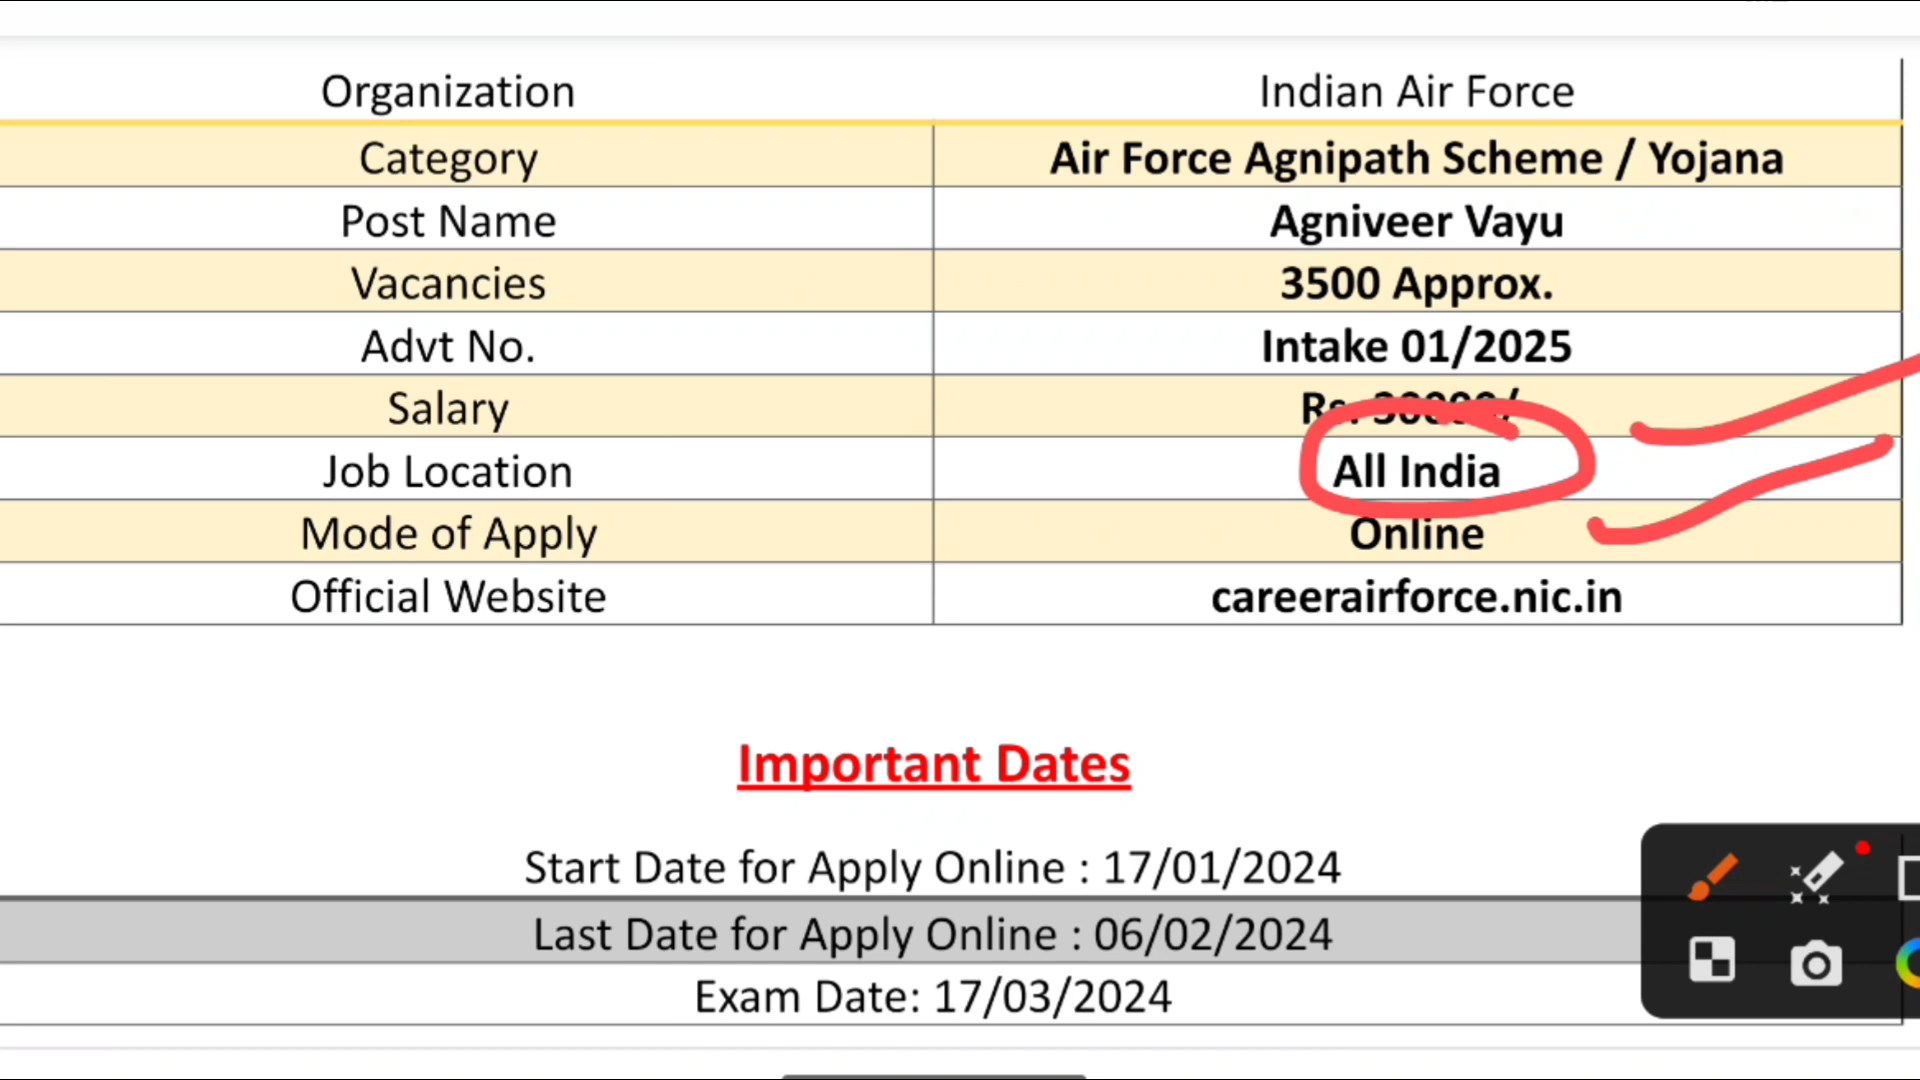 Organization Indian Air Force
Category Air Force Agnipath Scheme / Yojana
Post Name Agniveer Vayu
Vacancies 3500 Approx.
Advt No. Intake 01/2025
Salary Rs. 30000/
Job Location All India
Mode of Apply Online
Official Website careerairforce.nic.in
Important Dates
Start Date for Apply Online : 17/01/2024
Last Date for Apply Online : 06/02/2024
Exam Date: 17/03/2024